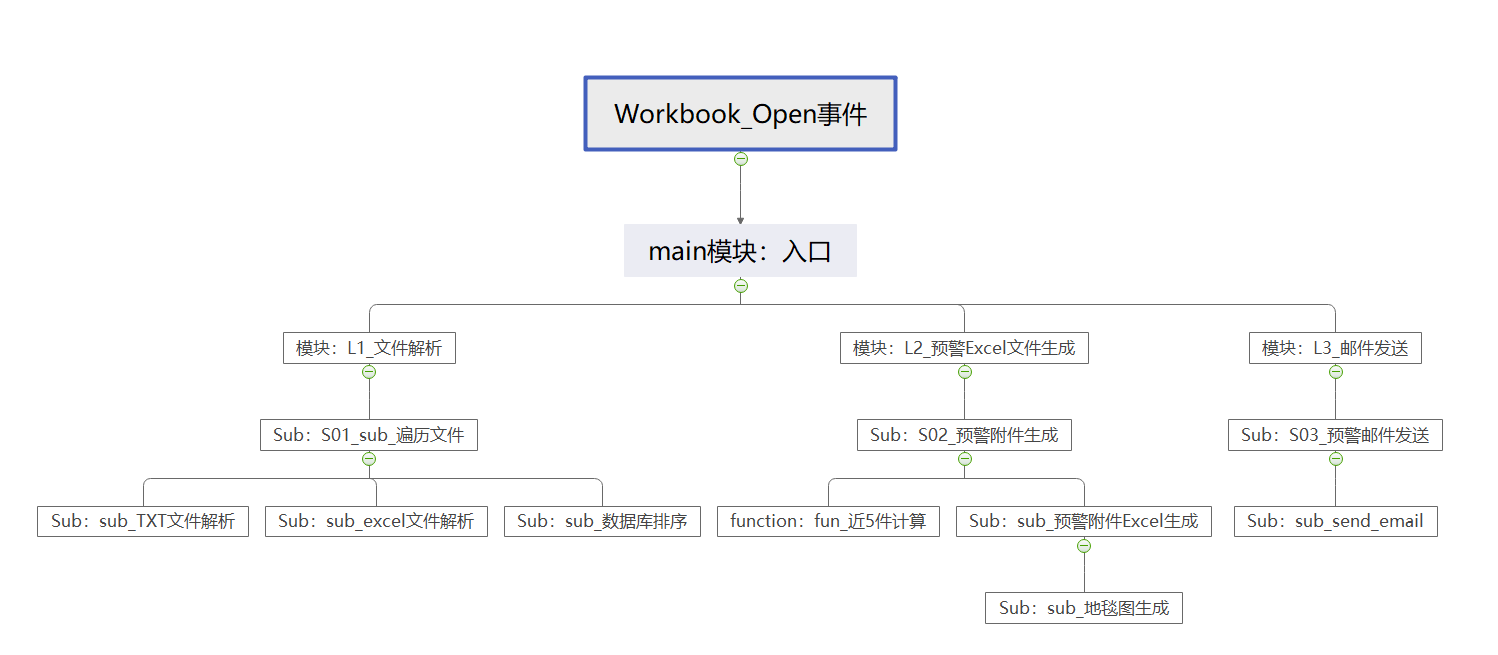 Workbook_Open事件
main模块：入口
模块：L1_文件解析
模块：L2_预警Excel文件生成
模块：L3_邮件发送
Sub：S01_sub_遍历文件
Sub：S02_预警附件生成
Sub：S03_预警邮件发送
Sub：sub_TXT文件解析
Sub：sub_excel文件解析
Sub：sub_数据库排序
function：fun_近5件计算
Sub：sub_预警附件Excel生成
Sub：sub_send_email
Sub：sub_地毯图生成